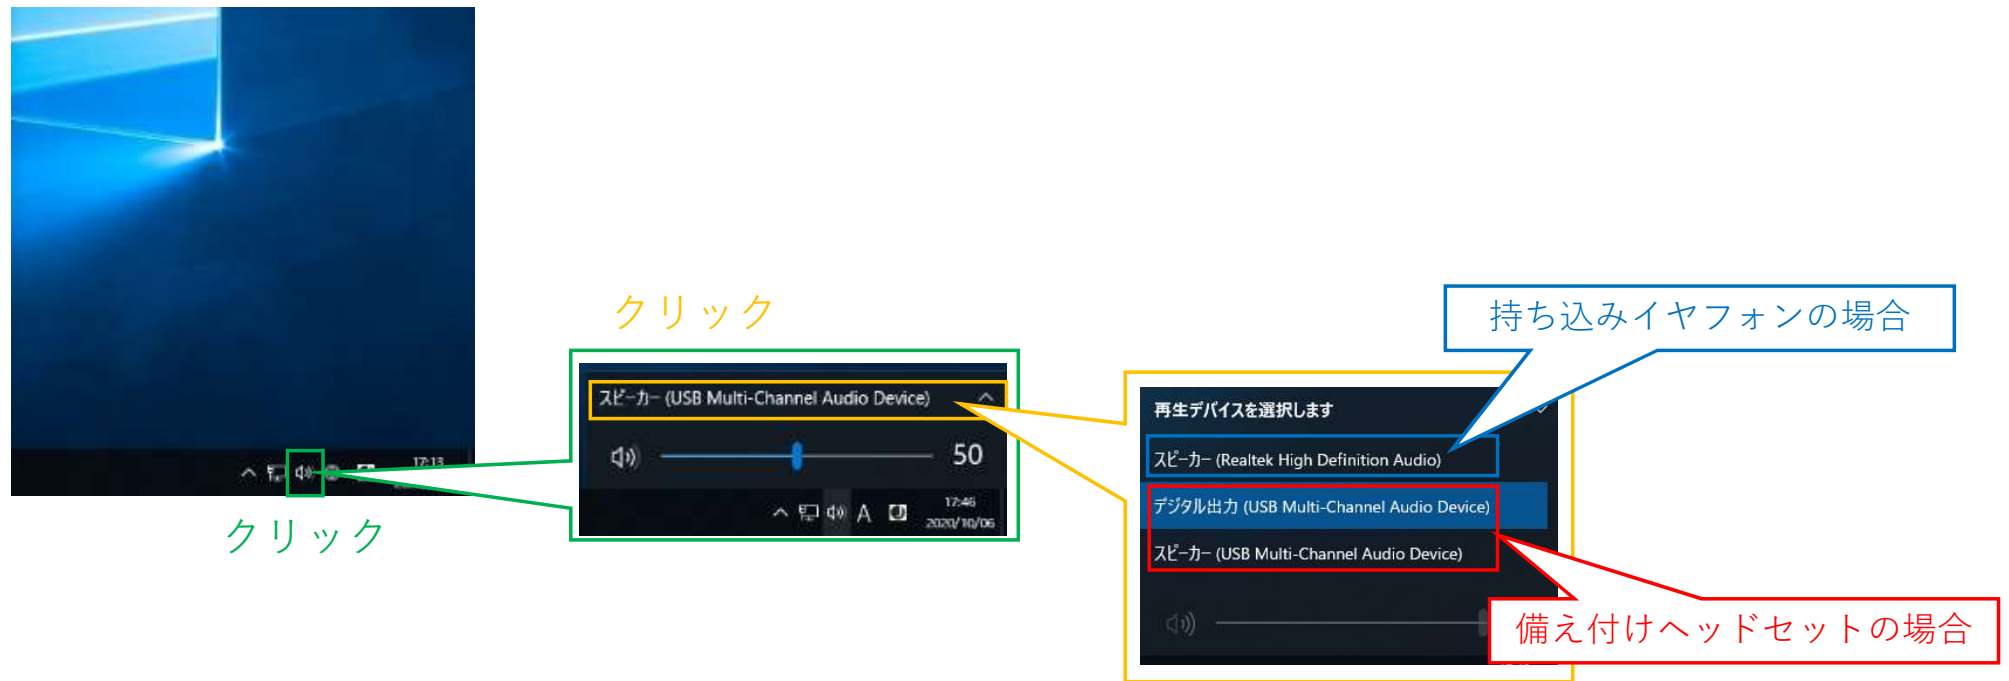 17:13
クリック
クリック
スピーカー (USB Multi-Channel Audio Device)
50
A
17:46
2020/10/06
持ち込みイヤフォンの場合
再生デバイスを選択します
スピーカー (Realtek High Definition Audio)
デジタル出力 (USB Multi-Channel Audio Device)
スピーカー (USB Multi-Channel Audio Device)
備え付けヘッドセットの場合